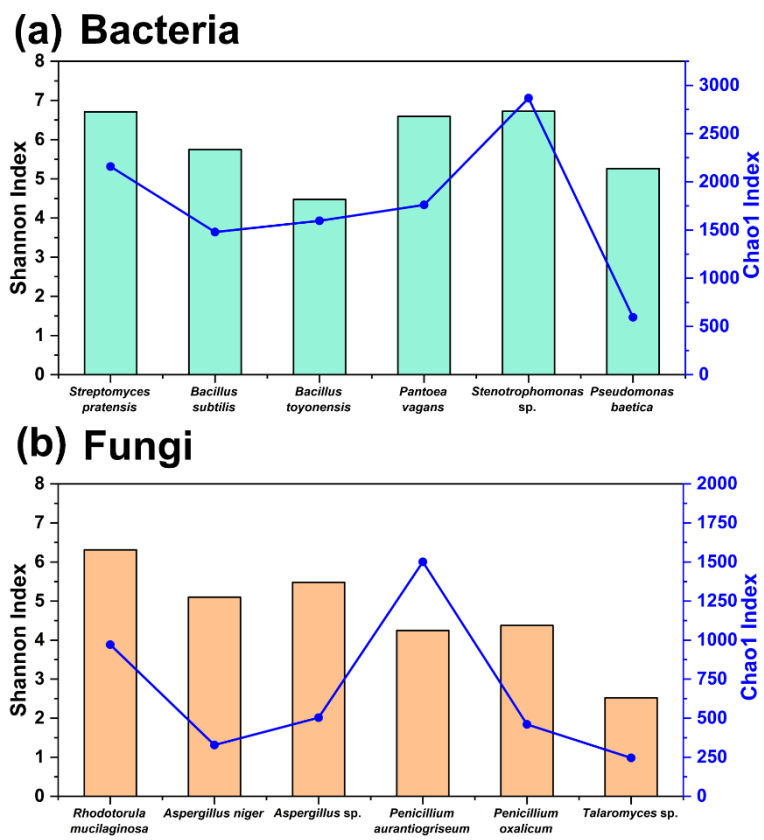 (a) Bacteria
8
7
6
5
4
3
2
1
0
Shannon Index
3000
2500
2000
1500
1000
500
0
Chao1 Index
Streptomyces pratensis
Bacillus subtilis
Bacillus toyonensis
Pantoea vagans
Stenotrophomonas sp.
Pseudomonas baetica
(b) Fungi
8
7
6
5
4
3
2
1
0
Shannon Index
2000
1750
1500
1250
1000
750
500
250
0
Chao1 Index
Rhodotorula mucilaginosa
Aspergillus niger
Aspergillus sp.
Penicillium aurantiogriseum
Penicillium oxalicum
Talaromyces sp.